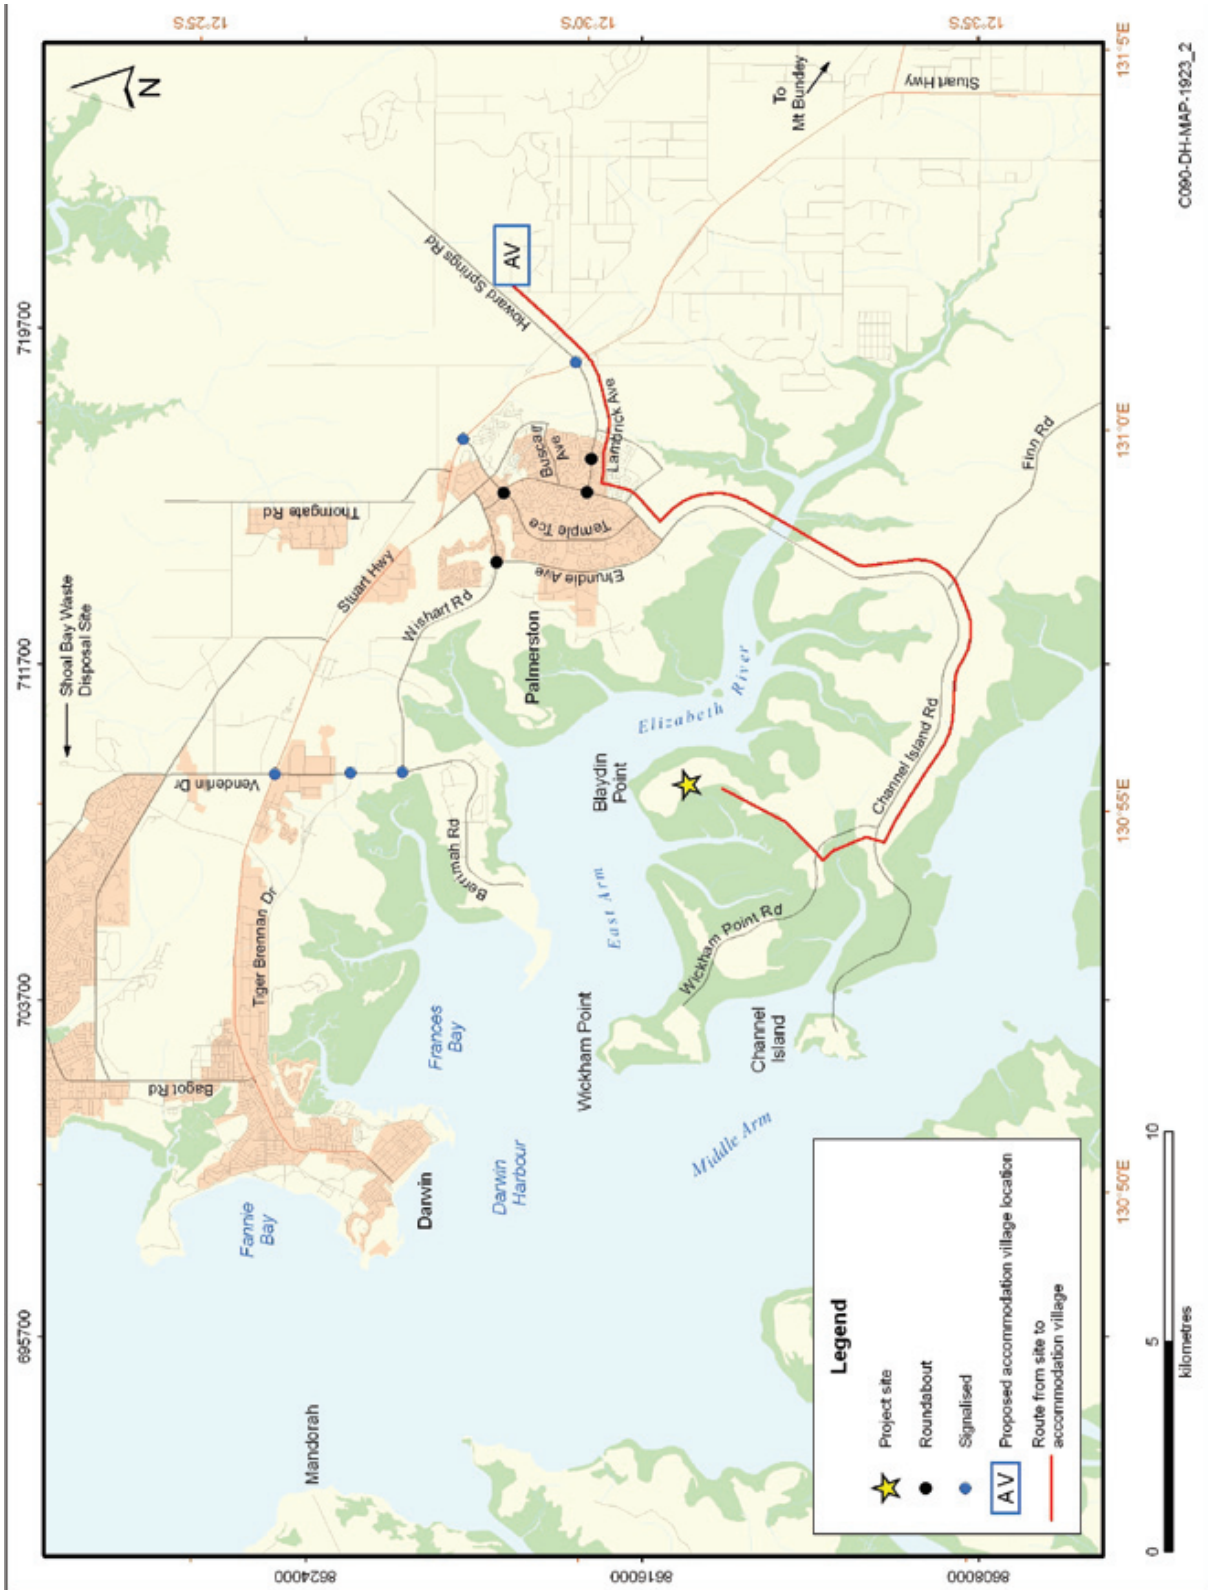 695700
703700
711700
719700
12°25'S
12°30'S
12°35'S
131°5'E
131°0'E
130°55'E
130°50'E
8624000
8616000
8608000
N
Shoal Bay Waste
Disposal Site
Vanderlin Dr
Thorngate Rd
Stuart Hwy
Howard Springs Rd
AV
To
Mt Bundey
Stuart Hwy
Tiger Brennan Dr
Bagot Rd
Wishart Rd
Berrimah Rd
Buscall
Ave
Lambrick Ave
Temple Tce
Elrundie Ave
Palmerston
Fannie
Bay
Frances
Bay
Darwin
Darwin
Harbour
Mandorah
East Arm
Blaydin
Point
Elizabeth River
Wickham Point
Wickham Point Rd
Channel
Island
Channel Island Rd
Finn Rd
Middle Arm
Legend
Project site
Roundabout
Signalised
AV
Proposed accommodation village location
Route from site to
accommodation village
0
5
10
kilometres
C090-DH-MAP-1923_2